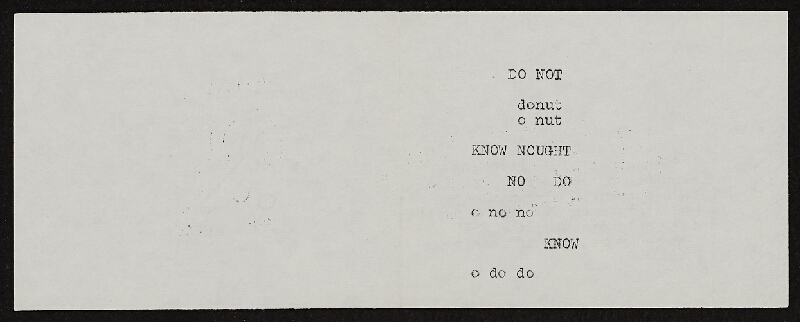 DO NOT
donut
o nut
KNOW NOUGHT
NO DO
o no no
KNOW
o do do